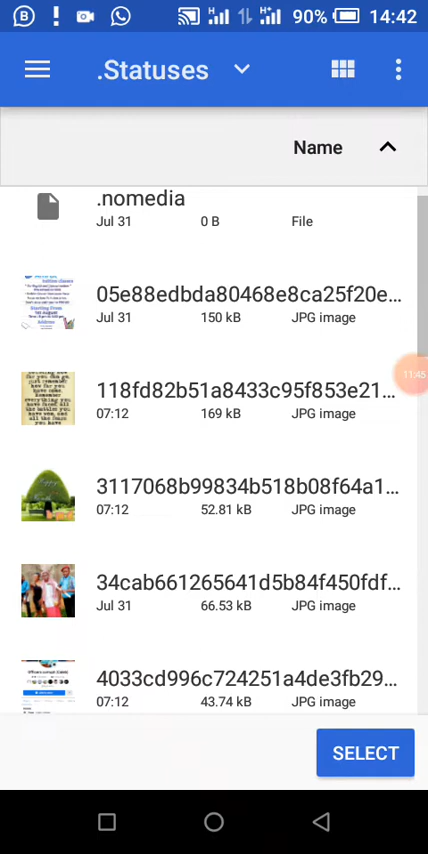 90% 14:42
.Statuses
Name
.nomedia
Jul 31 0 B File
05e88edbda80468e8ca25f20e...
Jul 31 150 kB JPG image
118fd82b51a8433c95f853e21...
07:12 169 kB JPG image
11:45
3117068b99834b518b08f64a1...
07:12 52.81 kB JPG image
34cab661265641d5b84f450fdf...
Jul 31 66.53 kB JPG image
4033cd996c724251a4de3fb29...
07:12 43.74 kB JPG image
SELECT